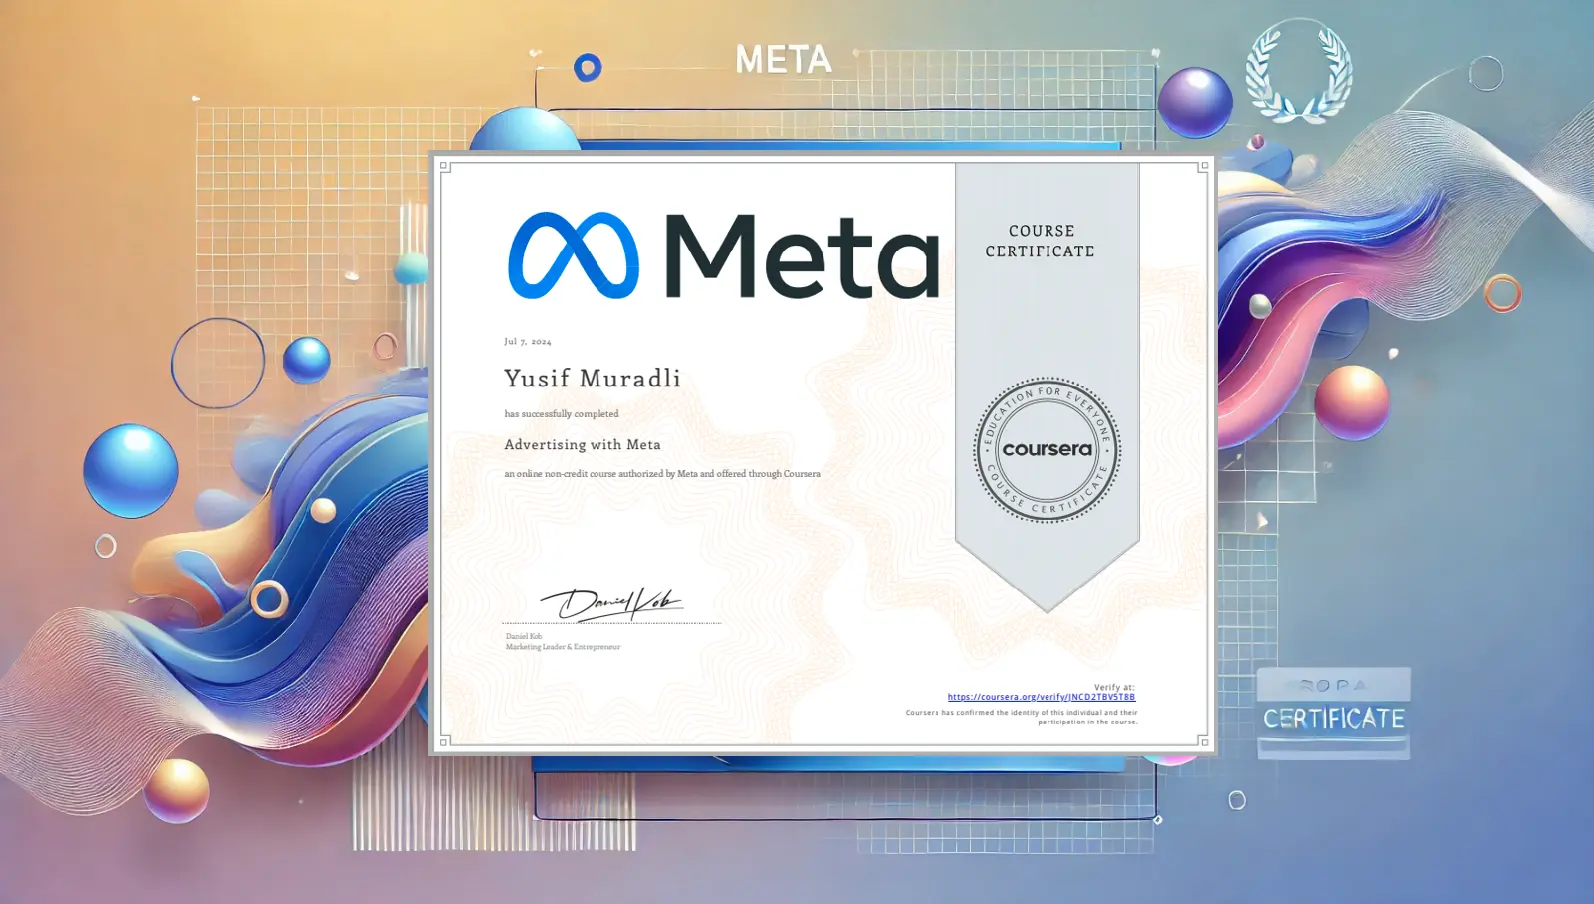 META
Meta
COURSE
CERTIFICATE
Jul 7, 2024
Yusif Muradli
has successfully completed
Advertising with Meta
an online non-credit course authorized by Meta and offered through Coursera
EDUCATION FOR EVERYONE
coursera
COURSE CERTIFICATE
Daniel Kob
Daniel Kob
Marketing Leader & Entrepreneur
Verify at:
https://coursera.org/verify/JNCD2TBV5T8B
Coursera has confirmed the identity of this individual and their
participation in the course.
CERTIFICATE